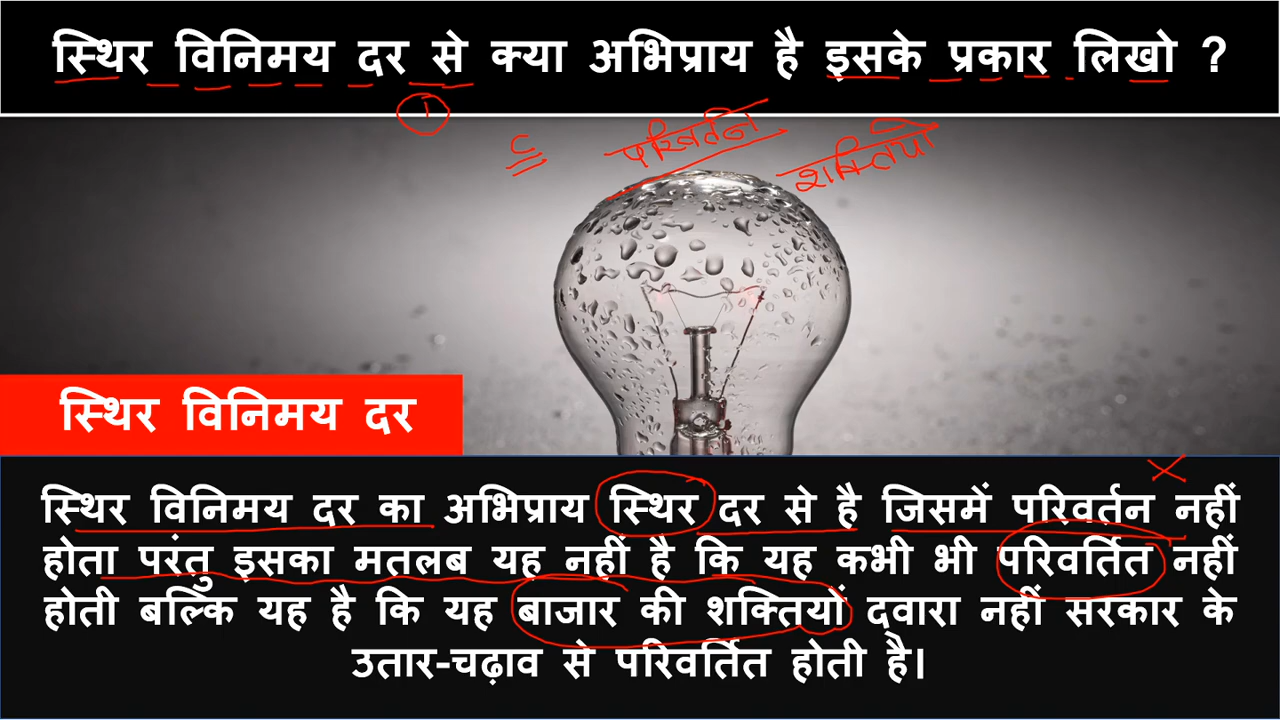 स्थिर विनिमय दर से क्या अभिप्राय है इसके प्रकार लिखो ?
1
परिवर्तन
शक्तियो
स्थिर विनिमय दर
स्थिर विनिमय दर का अभिप्राय स्थिर दर से है जिसमें परिवर्तन नहीं
होता परंतु इसका मतलब यह नहीं है कि यह कभी भी परिवर्तित नहीं
होती बल्कि यह है कि यह बाजार की शक्तियों द्वारा नहीं सरकार के
उतार-चढ़ाव से परिवर्तित होती है।